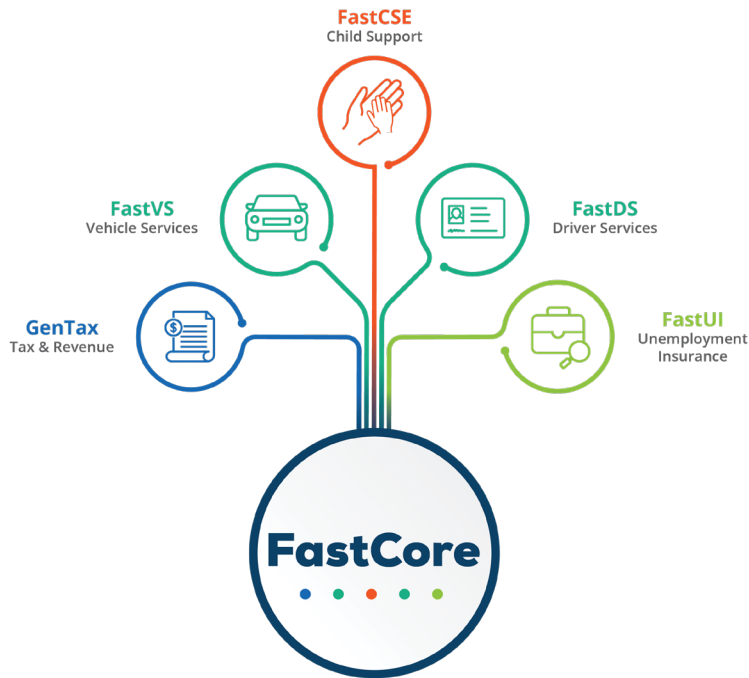 FastCSE
Child Support
FastVS
Vehicle Services
FastDS
Driver Services
GenTax
Tax & Revenue
$
FastUI
Unemployment
Insurance
FastCore